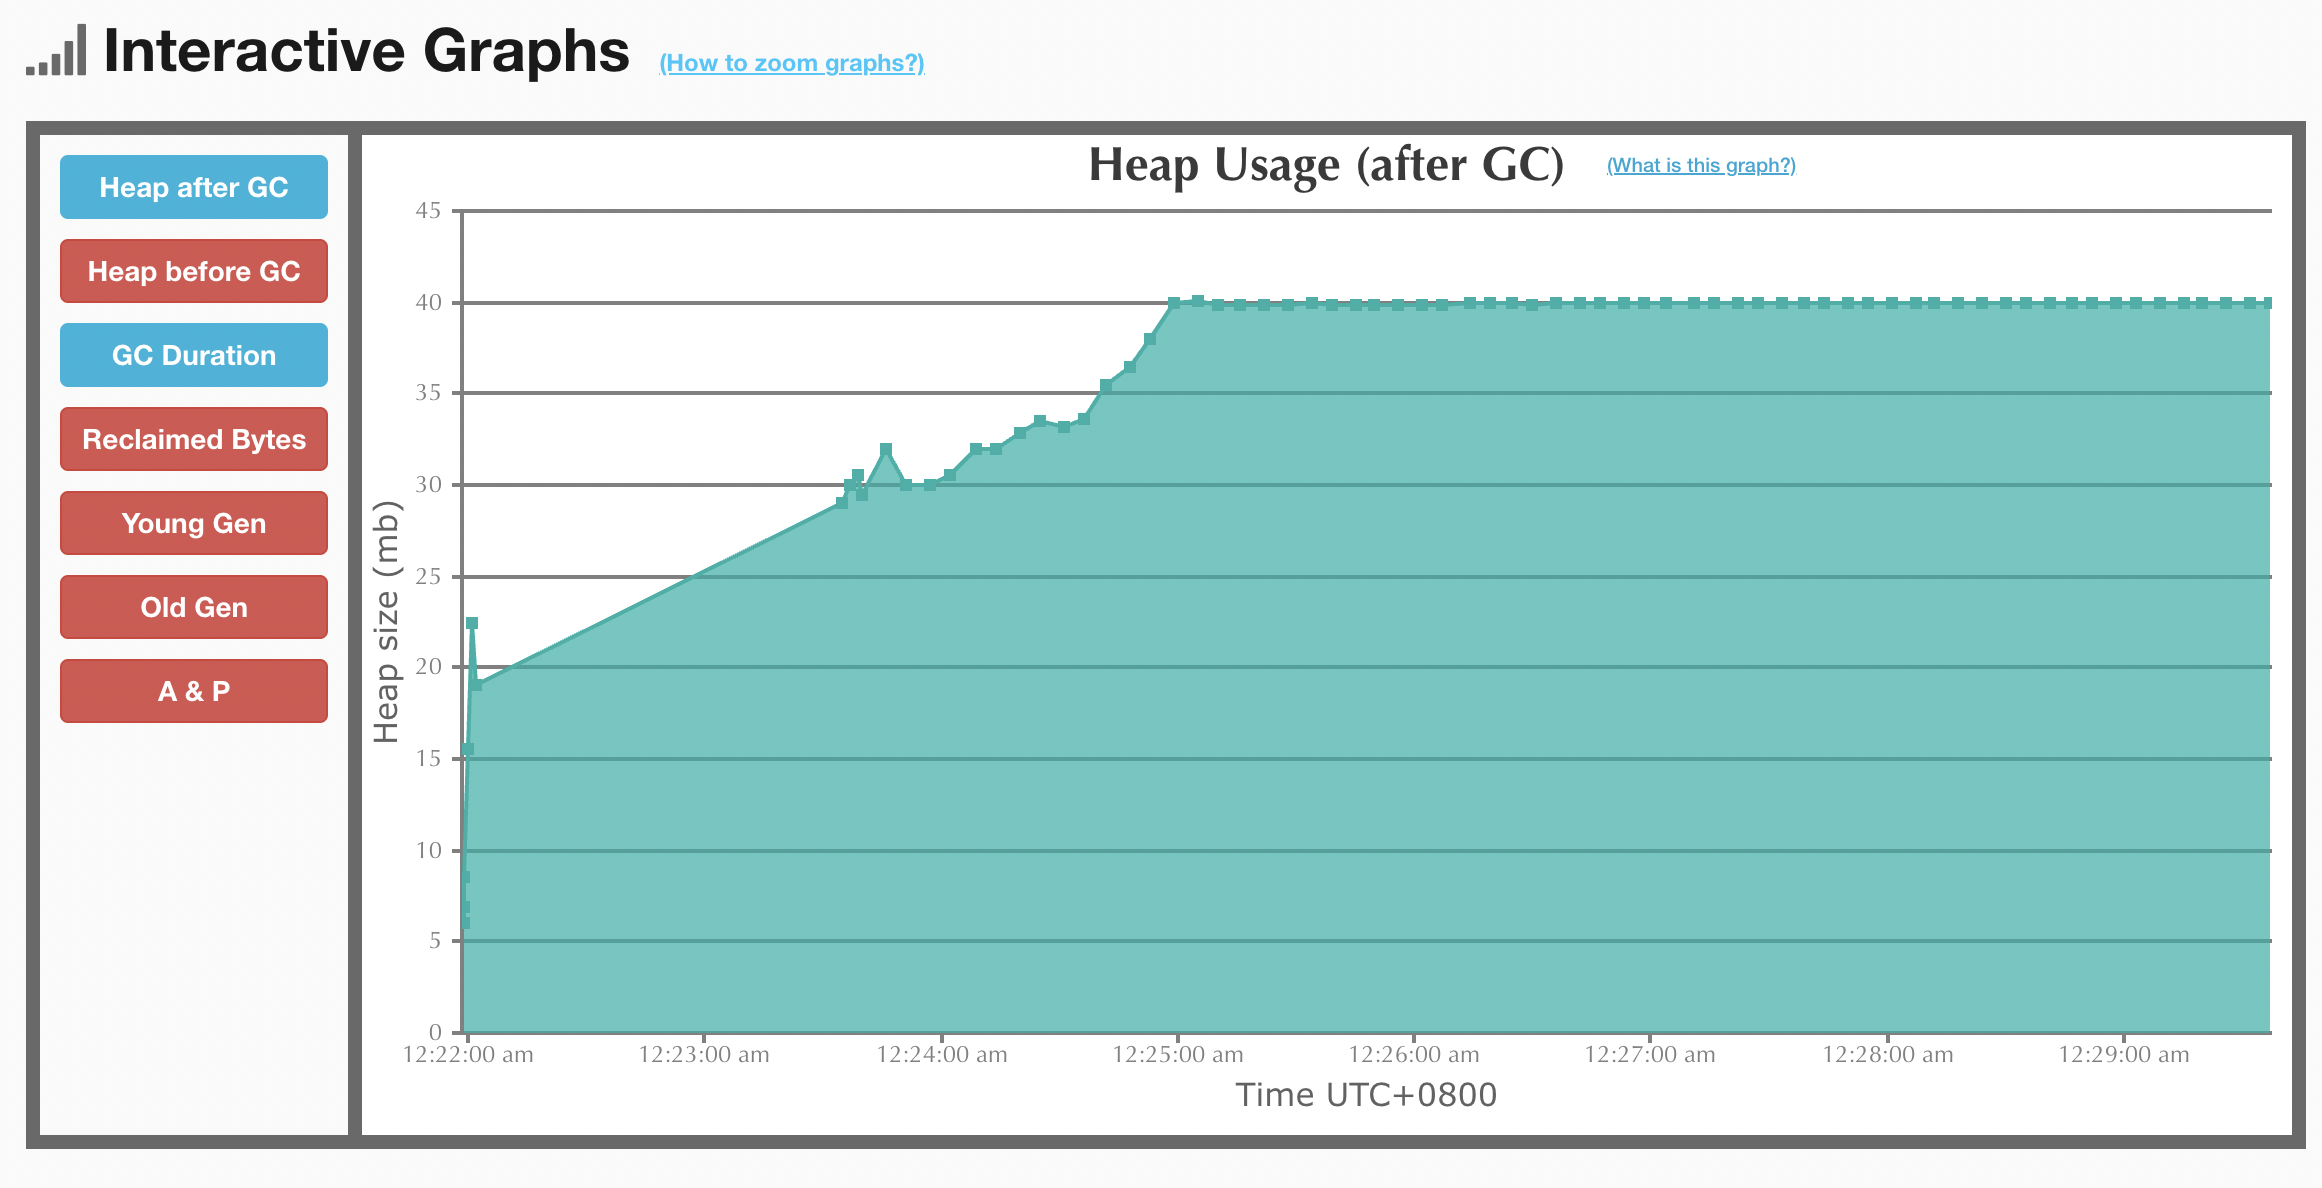 Interactive Graphs (How to zoom graphs?)
Heap after GC
Heap before GC
GC Duration
Reclaimed Bytes
Young Gen
Old Gen
A & P
Heap Usage (after GC) (What is this graph?)
Heap size (mb)
45
40
35
30
25
20
15
10
5
0
12:22:00 am 12:23:00 am 12:24:00 am 12:25:00 am 12:26:00 am 12:27:00 am 12:28:00 am 12:29:00 am
Time UTC+0800